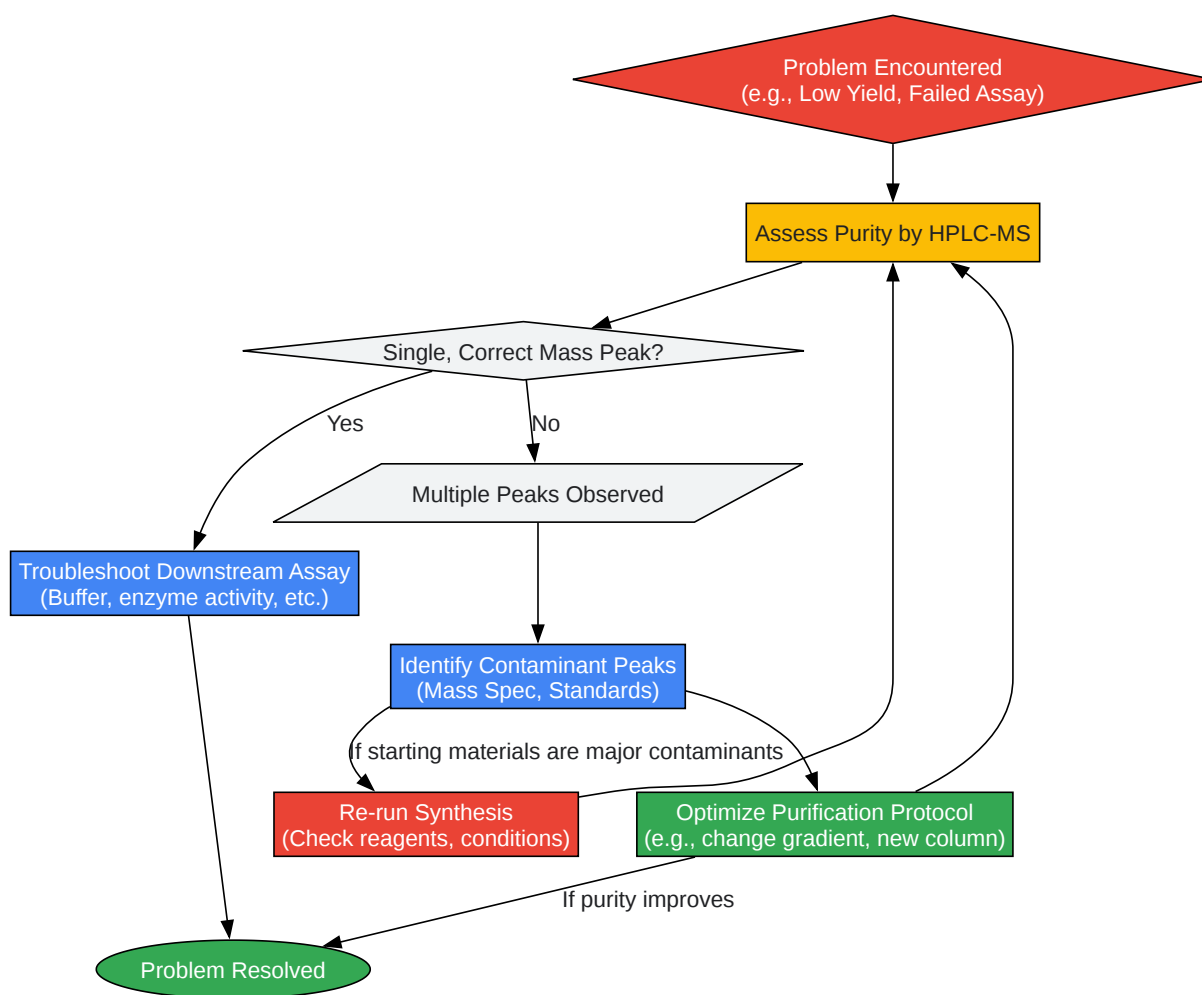 Problem Encountered
(e.g., Low Yield, Failed Assay)
Assess Purity by HPLC-MS
Single, Correct Mass Peak?
Yes
No
Multiple Peaks Observed
Troubleshoot Downstream Assay
(Buffer, enzyme activity, etc.)
Identify Contaminant Peaks
(Mass Spec, Standards)
If starting materials are major contaminants
Re-run Synthesis
(Check reagents, conditions)
Optimize Purification Protocol
(e.g., change gradient, new column)
If purity improves
Problem Resolved